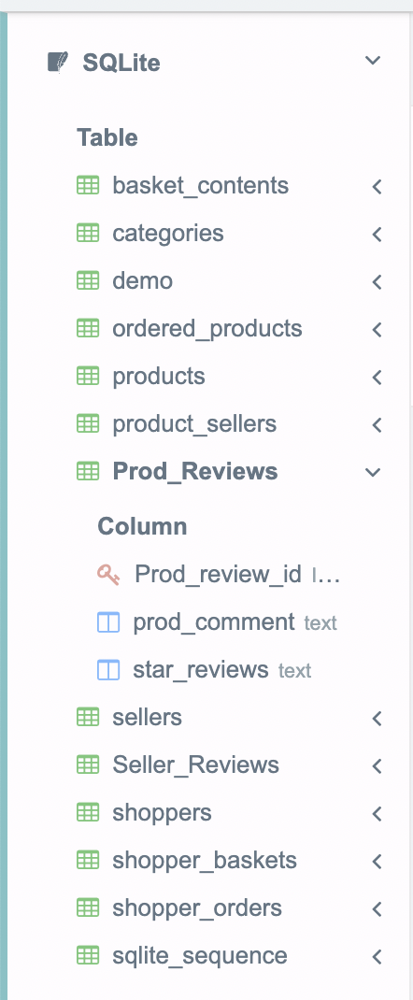 SQLite
Table
basket_contents
categories
demo
ordered_products
products
product_sellers
Prod_Reviews
Column
Prod_review_id I...
prod_comment text
star_reviews text
sellers
Seller_Reviews
shoppers
shopper_baskets
shopper_orders
sqlite_sequence